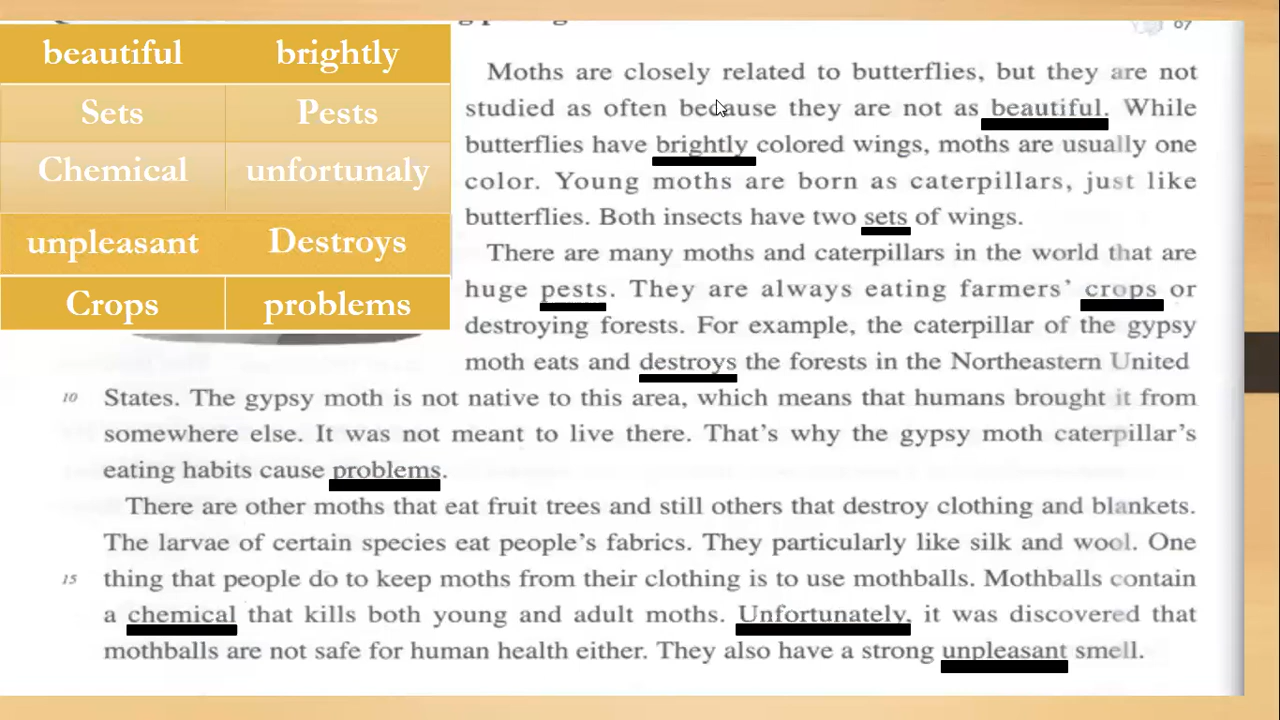 beautiful brightly
Sets Pests
Chemical unfortunaly
unpleasant Destroys
Crops problems
07
Moths are closely related to butterflies, but they are not
studied as often because they are not as beautiful. While
butterflies have brightly colored wings, moths are usually one
color. Young moths are born as caterpillars, just like
butterflies. Both insects have two sets of wings.
There are many moths and caterpillars in the world that are
huge pests. They are always eating farmers' crops or
destroying forests. For example, the caterpillar of the gypsy
moth eats and destroys the forests in the Northeastern United
10 States. The gypsy moth is not native to this area, which means that humans brought it from
somewhere else. It was not meant to live there. That's why the gypsy moth caterpillar's
eating habits cause problems.
There are other moths that eat fruit trees and still others that destroy clothing and blankets.
The larvae of certain species eat people's fabrics. They particularly like silk and wool. One
15 thing that people do to keep moths from their clothing is to use mothballs. Mothballs contain
a chemical that kills both young and adult moths. Unfortunately, it was discovered that
mothballs are not safe for human health either. They also have a strong unpleasant smell.